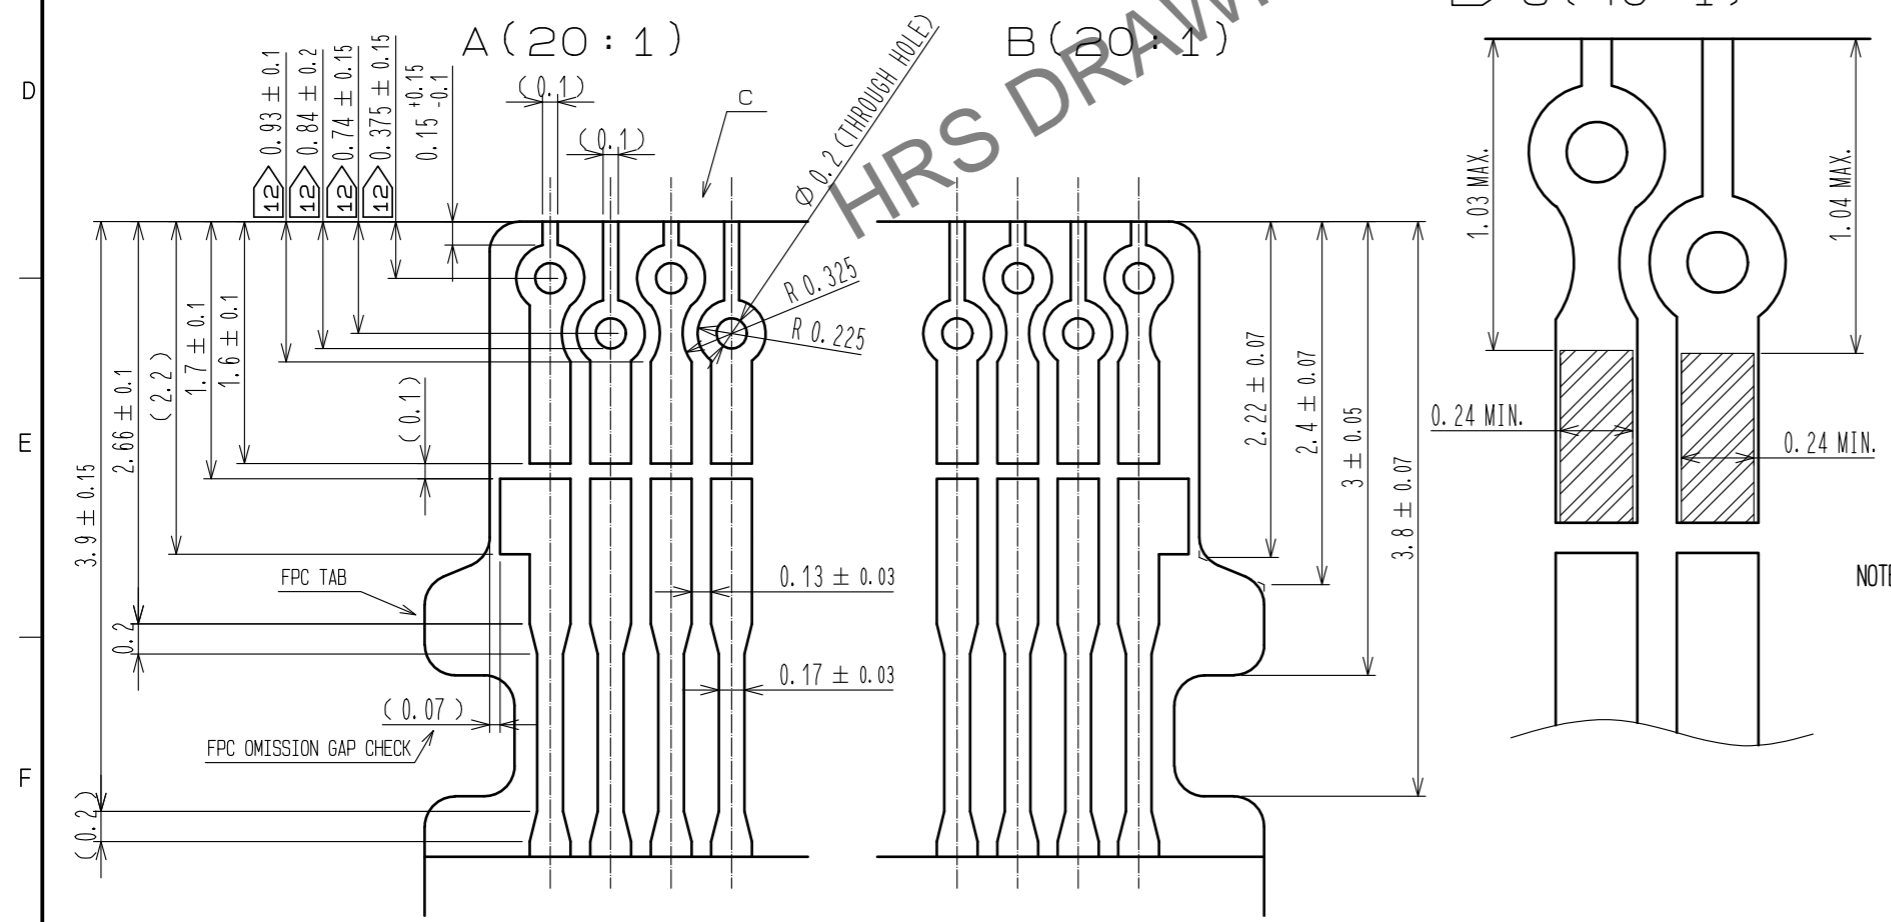 A(20:1)
B(20:1)
HRS DRAW
D
E
F
12 0.93 ± 0.1
12 0.84 ± 0.2
12 0.74 ± 0.15
12 0.375 ± 0.15
0.15 +0.15 -0.1
(0.1)
(0.1)
C
Ø 0.2 (THROUGH HOLE)
R 0.325
R 0.225
3.9 ± 0.15
2.66 ± 0.1
(2.2)
1.7 ± 0.1
1.6 ± 0.1
(0.1)
FPC TAB
0.2
0.13 ± 0.03
0.17 ± 0.03
(0.07)
FPC OMISSION GAP CHECK
(0.2)
2.22 ± 0.07
2.4 ± 0.07
3 ± 0.05
3.8 ± 0.07
1.03 MAX.
1.04 MAX.
0.24 MIN.
0.24 MIN.
NOTE